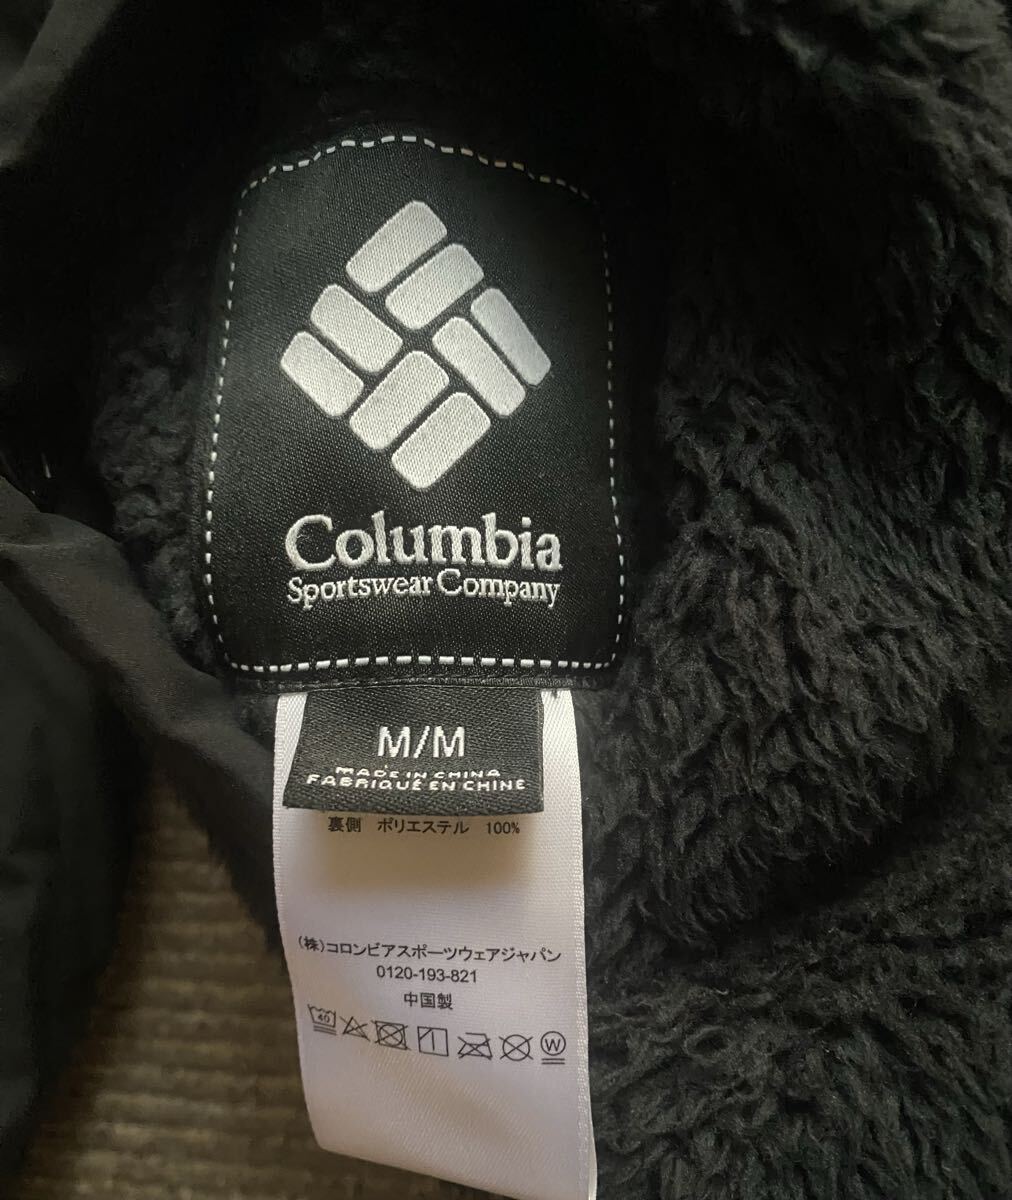 Columbia
Sportswear Company
M/M
MADE IN CHINA
FABRIQUÉ EN CHINE
裏側 ポリエステル 100%
(株)コロンビアスポーツウェアジャパン
0120-193-821
中国製
40
W